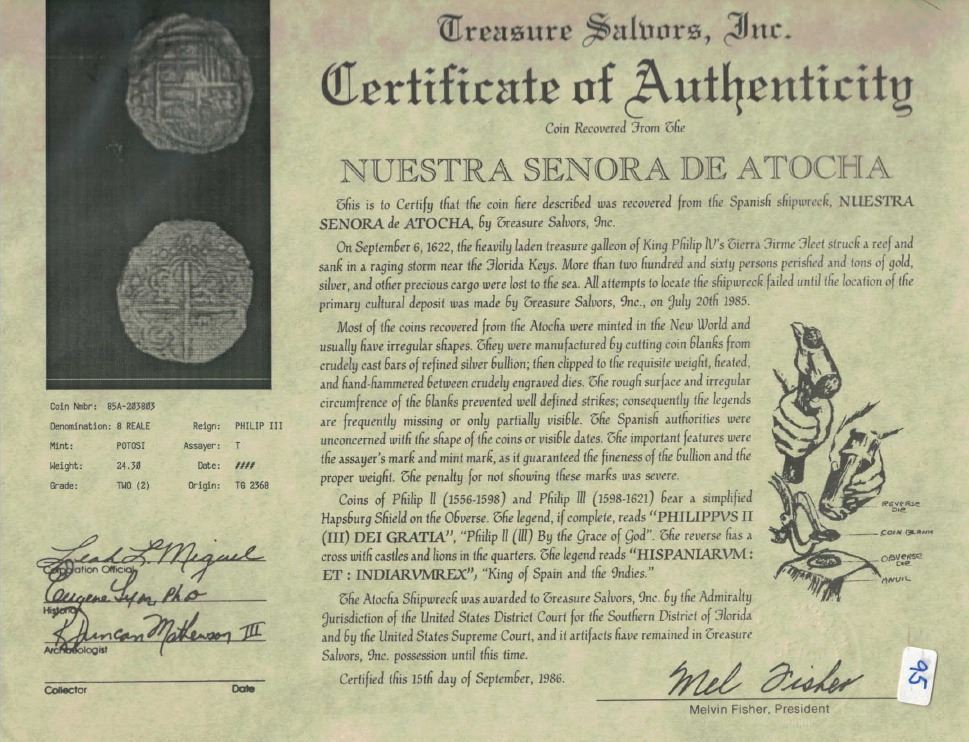 Treasure Salvors, Inc.
Certificate of Authenticity
Coin Recovered From The
NUESTRA SENORA DE ATOCHA
This is to Certify that the coin here described was recovered from the Spanish shipwreck, NUESTRA
SENORA de ATOCHA, by Treasure Salvors, Inc.
On September 6, 1622, the heavily laden treasure galleon of King Philip IV's Tierra Firme Fleet struck a reef and
sank in a raging storm near the Florida Keys. More than two hundred and sixty persons perished and tons of gold,
silver, and other precious cargo were lost to the sea. All attempts to locate the shipwreck failed until the location of the
primary cultural deposit was made by Treasure Salvors, Inc., on July 20th 1985.
Most of the coins recovered from the Atocha were minted in the New World and
usually have irregular shapes. They were manufactured by cutting coin blanks from
crudely cast bars of refined silver bullion; then clipped to the requisite weight, heated,
and hand-hammered between crudely engraved dies. The rough surface and irregular
circumfrence of the blanks prevented well defined strikes; consequently the legends
are frequently missing or only partially visible. The Spanish authorities were
unconcerned with the shape of the coins or visible dates. The important features were
the assayer's mark and mint mark, as it guaranteed the fineness of the bullion and the
proper weight. The penalty for not showing these marks was severe.
Coins of Philip II (1556-1598) and Philip III (1598-1621) bear a simplified
Hapsburg Shield on the Obverse. The legend, if complete, reads "PHILIPPVS II
(III) DEI GRATIA", "Philip II (III) By the Grace of God". The reverse has a
cross with castles and lions in the quarters. The legend reads "HISPANIARVM :
ET : INDIARVMREX", "King of Spain and the Indies."
The Atocha Shipwreck was awarded to Treasure Salvors, Inc. by the Admiralty
Jurisdiction of the United States District Court for the Southern District of Florida
and by the United States Supreme Court, and it artifacts have remained in Treasure
Salvors, Inc. possession until this time.
Certified this 15th day of September, 1986.
REVERSE
DIE
COIN BLANK
OBVERSE
DIE
ANVIL
Mel Fisher
Melvin Fisher, President
95
Coin Nmbr: 85A-203803
Denomination: 8 REALE Reign: PHILIP III
Mint: POTOSI Assayer: T
Weight: 24.30 Date: ####
Grade: TWO (2) Origin: TG 2368
Leah L Miguel
Corporation Official
Eugene Lyon, PhD
Historian
R Duncan Mathewson III
Archaeologist
Collector Date